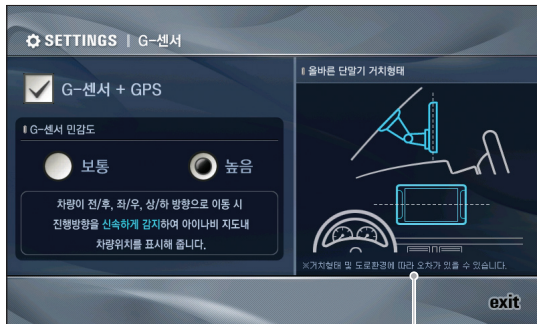 SETTINGS | G-센서
G-센서 + GPS
G-센서 민감도
보통
높음
차량이 전/후, 좌/우, 상/하 방향으로 이동 시
진행방향을 신속하게 감지하여 아이나비 지도내
차량위치를 표시해 줍니다.
올바른 단말기 거치형태
※거치형태 및 도로환경에 따라 오차가 있을 수 있습니다.
exit